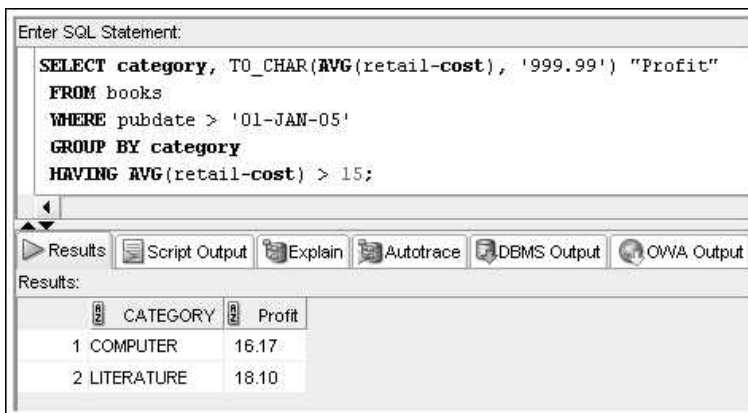 Enter SQL Statement:
SELECT category, TO_CHAR(AVG(retail-cost), '999.99') "Profit"
FROM books
WHERE pubdate > '01-JAN-05'
GROUP BY category
HAVING AVG(retail-cost) > 15;
Results Script Output Explain Autotrace DBMS Output OWA Output
Results:
CATEGORY Profit
1 COMPUTER 16.17
2 LITERATURE 18.10